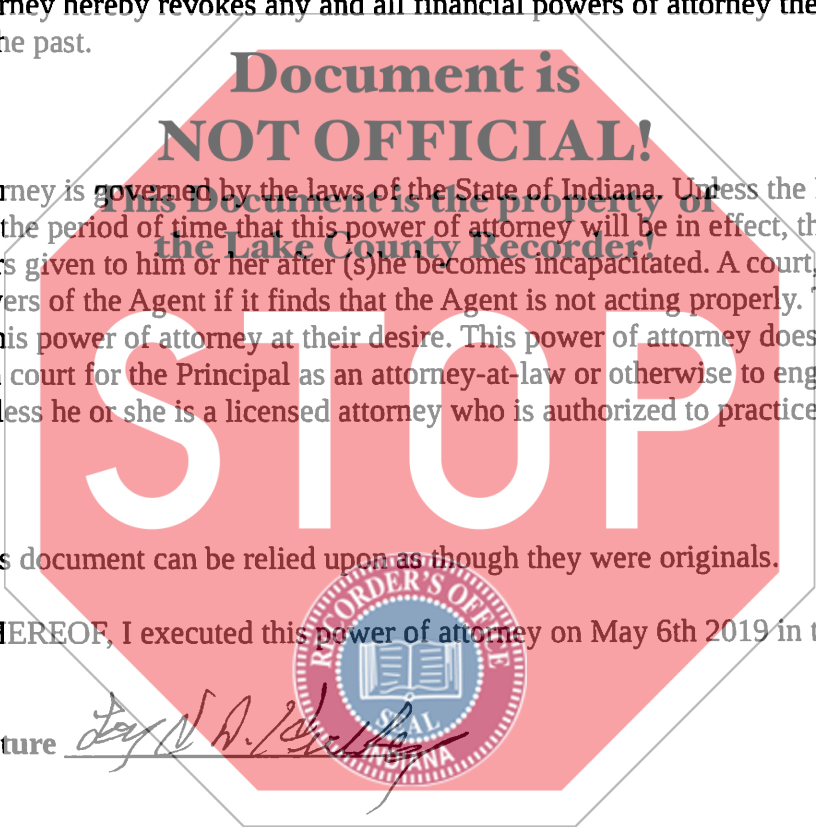 rney hereby revokes any and all financial powers of attorney the
he past.
Document is
NOT OFFICIAL!
rney is governed by the laws of the State of Indiana. Unless the
This Document is the property of
the period of time that this power of attorney will be in effect, th
the Lake County Recorder!
rs given to him or her after (s)he becomes incapacitated. A court,
ers of the Agent if it finds that the Agent is not acting properly.
his power of attorney at their desire. This power of attorney does
court for the Principal as an attorney-at-law or otherwise to eng
less he or she is a licensed attorney who is authorized to practice
STOP
s document can be relied upon as though they were originals.
RECORDER'S OFFICE
HEREOF, I executed this power of attorney on May 6th 2019 in t
SEAL
ture
INDIANA